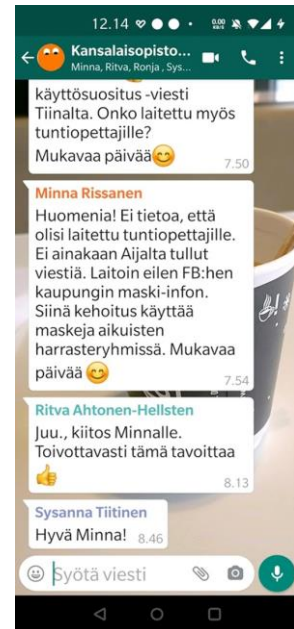 12.14
0.00
Kansalaisopisto...
Minna, Ritva, Ronja , Sys...
käyttösuositus -viesti
Tiinalta. Onko laitettu myös
tuntiopettajille?
Mukavaa päivää😊
7.50
Minna Rissanen
Huomenia! Ei tietoa, että
olisi laitettu tuntiopettajille.
Ei ainakaan Aijalta tullut
viestiä. Laitoin eilen FB:hen
kaupungin maski-infon.
Siinä kehoitus käyttää
maskeja aikuisten
harrasteryhmissä. Mukavaa
päivää 😊
7.54
Ritva Ahtonen-Hellsten
Juu., kiitos Minnalle.
Toivottavasti tämä tavoittaa
👍
8.13
Sysanna Tiitinen
Hyvä Minna! 8.46
Syötä viesti